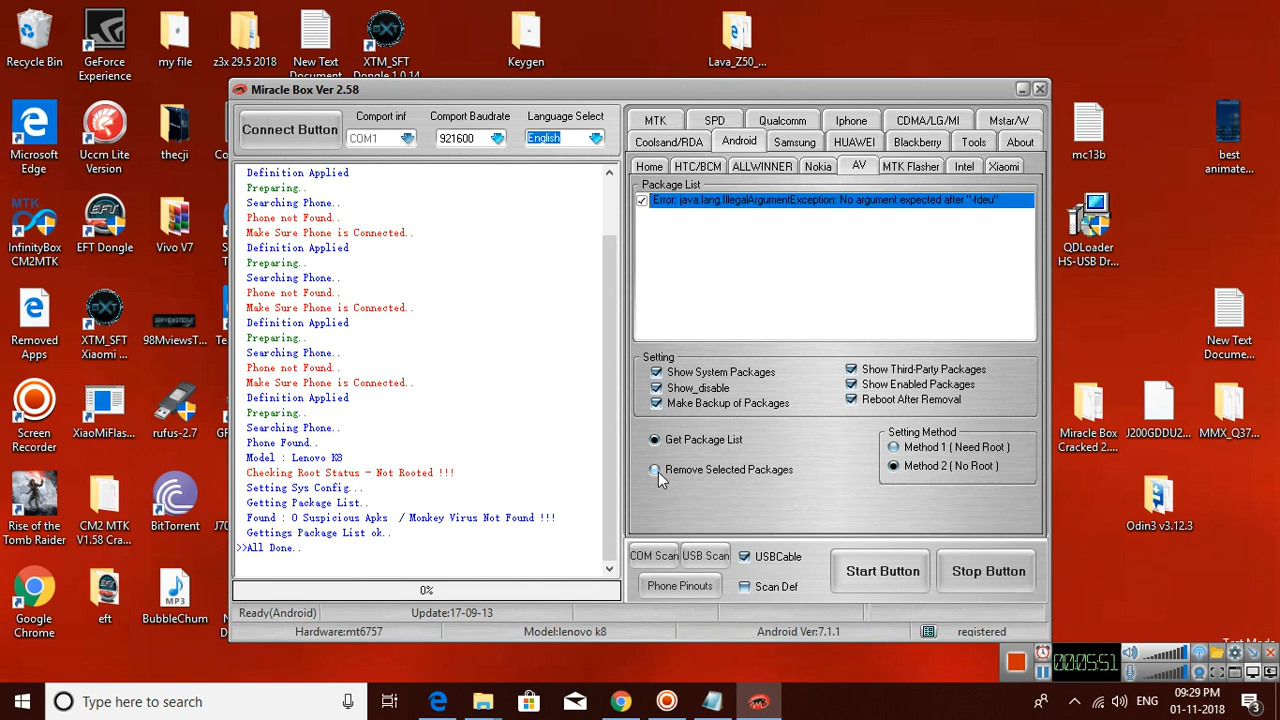 Recycle Bin
GeForce
Experience
my file
z3x 29.5 2018
New Text
Document
XTM_SFT
Dongle 1.0.14
Keygen
Lava_Z50_...
Microsoft
Edge
Uccm Lite
Version
thecji
InfinityBox
CM2MTK
EFT Dongle
Vivo V7
Removed
Apps
XTM_SFT
Xiaomi ...
98MviewsT...
Screen
Recorder
XiaoMiFlas...
rufus-2.7
Rise of the
Tomb Raider
CM2 MTK
V1.58 Cra...
BitTorrent
Google
Chrome
eft
BubbleChum
mc13b
best
animate...
QDLoader
HS-USB Dr...
New Text
Docume...
Miracle Box
Cracked 2....
J200GDDU2...
MMX_Q37...
Odin3 v3.12.3
Miracle Box Ver 2.58
Connect Button
Comport inf
COM1
Comport Baudrate
921600
Language Select
English
Definition Applied
Preparing..
Searching Phone..
Phone not Found..
Make Sure Phone is Connected..
Definition Applied
Preparing..
Searching Phone..
Phone not Found..
Make Sure Phone is Connected..
Definition Applied
Preparing..
Searching Phone..
Phone not Found..
Make Sure Phone is Connected..
Definition Applied
Preparing..
Searching Phone..
Phone Found..
Model : Lenovo K8
Checking Root Status - Not Rooted !!!
Setting Sys Config...
Getting Package List..
Found : 0 Suspicious Apks / Monkey Virus Not Found !!!
Gettings Package List ok..
>>All Done..
0%
MTK SPD Qualcomm Iphone CDMA/LG/MI Mstar/W
Coolsand/RDA Android Samsung HUAWEI Blackberry Tools About
Home HTC/BCM ALLWINNER Nokia AV MTK Flasher Intel Xiaomi
Package List
Error: java.lang.IllegalArgumentException: No argument expected after "-fdeu"
Setting
Show System Packages
Show_disable
Make Backup of Packages
Show Third-Party Packages
Show Enabled Packages
Reboot After Removal
Get Package List
Remove Selected Packages
Setting Method
Method 1 ( Need Root )
Method 2 ( No Root )
COM Scan
USB Scan
USBCable
Phone Pinouts
Scan Def
Start Button
Stop Button
Ready(Android)
Update:17-09-13
Hardware:mt6757
Model:lenovo k8
Android Ver:7.1.1
registered
00:05:51
Type here to search
ENG
09:29 PM
01-11-2018
3